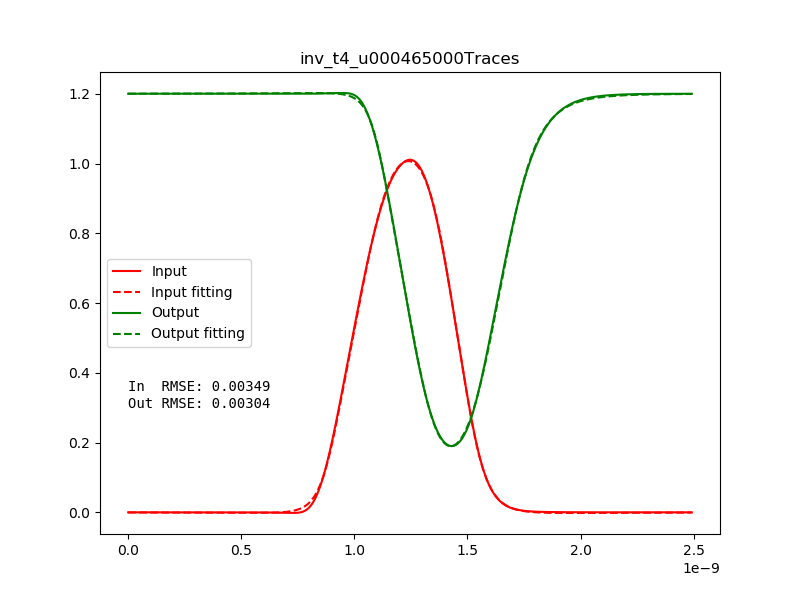 inv_t4_u000465000Traces
1.2
1.0
0.8
0.6
0.4
0.2
0.0
Input
Input fitting
Output
Output fitting
In  RMSE: 0.00349
Out RMSE: 0.00304
0.0 0.5 1.0 1.5 2.0 2.5
1e−9